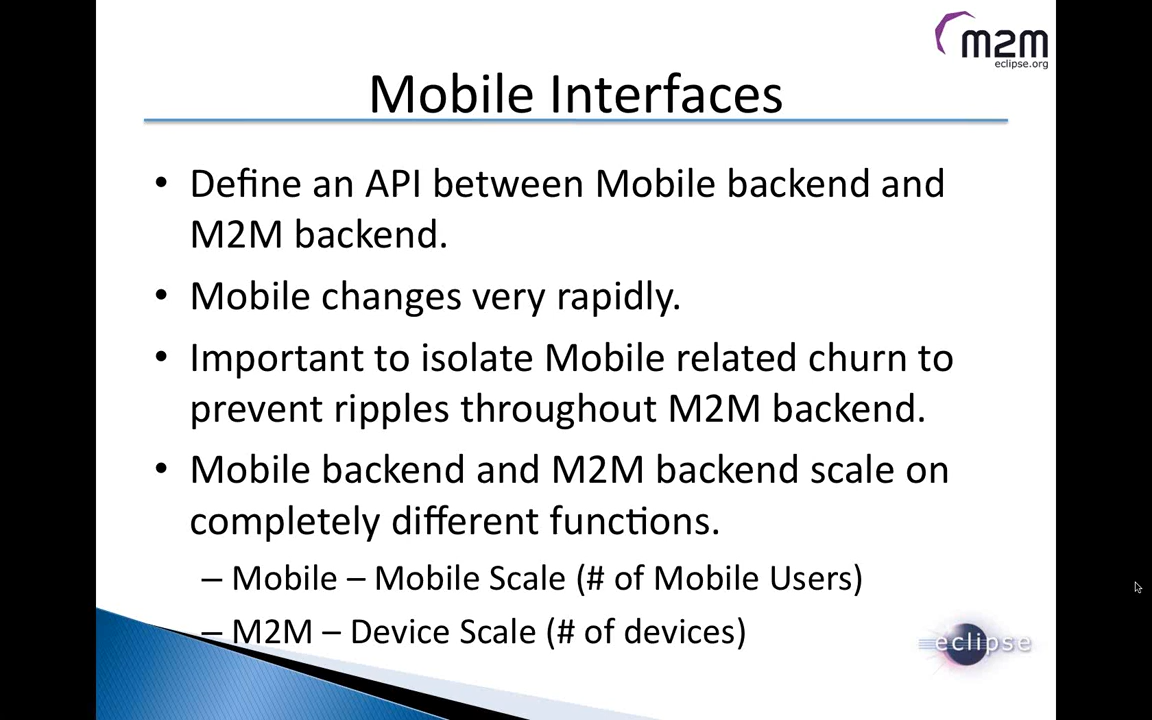 m2m
eclipse.org
Mobile Interfaces
• Define an API between Mobile backend and
M2M backend.
• Mobile changes very rapidly.
• Important to isolate Mobile related churn to
prevent ripples throughout M2M backend.
• Mobile backend and M2M backend scale on
completely different functions.
– Mobile – Mobile Scale (# of Mobile Users)
– M2M – Device Scale (# of devices)
eclipse